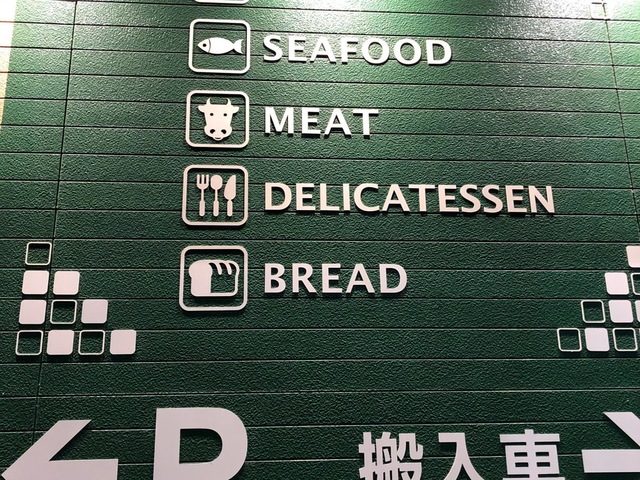 SEAFOOD
MEAT
DELICATESSEN
BREAD
← P 搬入車 →